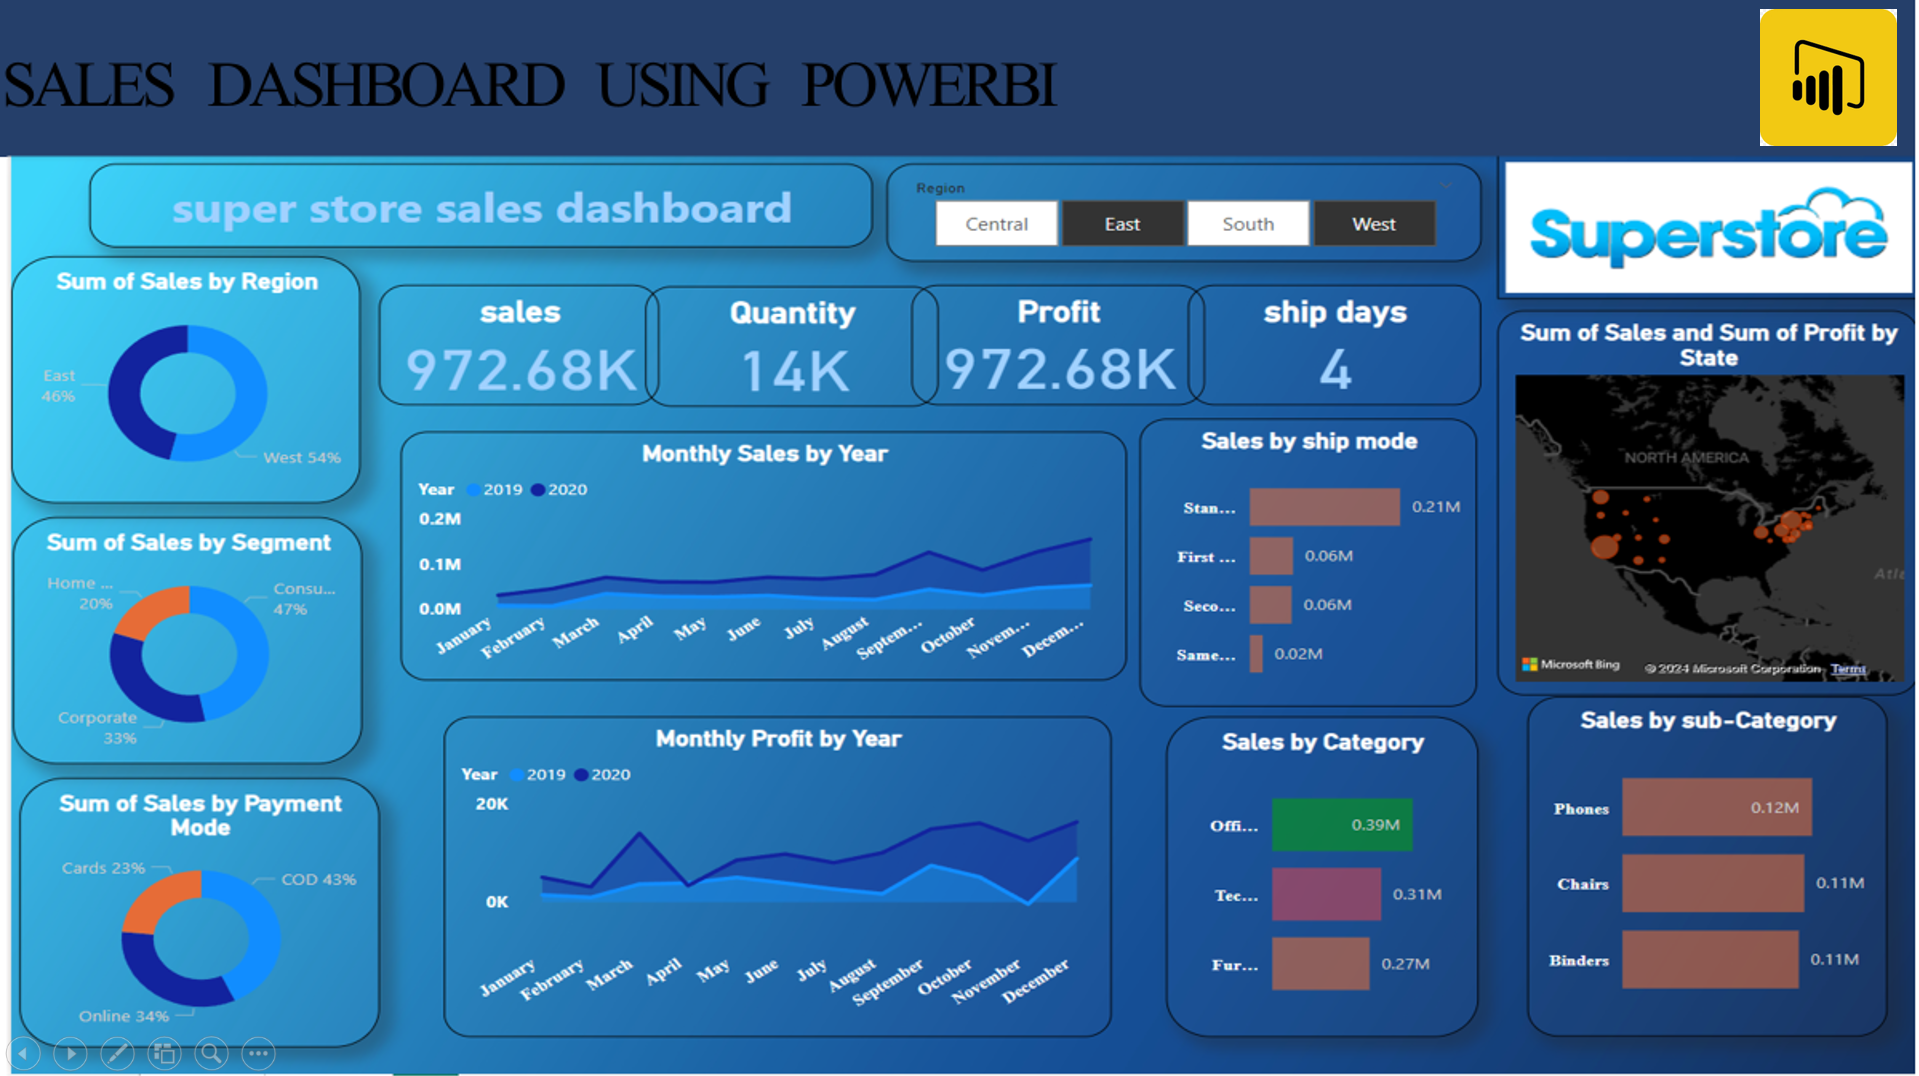 SALES DASHBOARD USING POWERBI
super store sales dashboard
Region
Central
East
South
West
Superstore
Sum of Sales by Region
East
46%
West 54%
sales
972.68K
Quantity
14K
Profit
972.68K
ship days
4
Sum of Sales and Sum of Profit by
State
NORTH AMERICA
Atla
Microsoft Bing
© 2024 Microsoft Corporation
Terms
Monthly Sales by Year
Year
2019
2020
0.2M
0.1M
0.0M
January
February
March
April
May
June
July
August
Septem...
October
Novem...
Decem...
Sales by ship mode
Stan...
0.21M
First ...
0.06M
Seco...
0.06M
Same...
0.02M
Sum of Sales by Segment
Home ...
20%
Consu...
47%
Corporate
33%
Monthly Profit by Year
Year
2019
2020
20K
0K
January
February
March
April
May
June
July
August
September
October
November
December
Sales by Category
Offi...
0.39M
Tec...
0.31M
Fur...
0.27M
Sales by sub-Category
Phones
0.12M
Chairs
0.11M
Binders
0.11M
Sum of Sales by Payment
Mode
Cards 23%
COD 43%
Online 34%